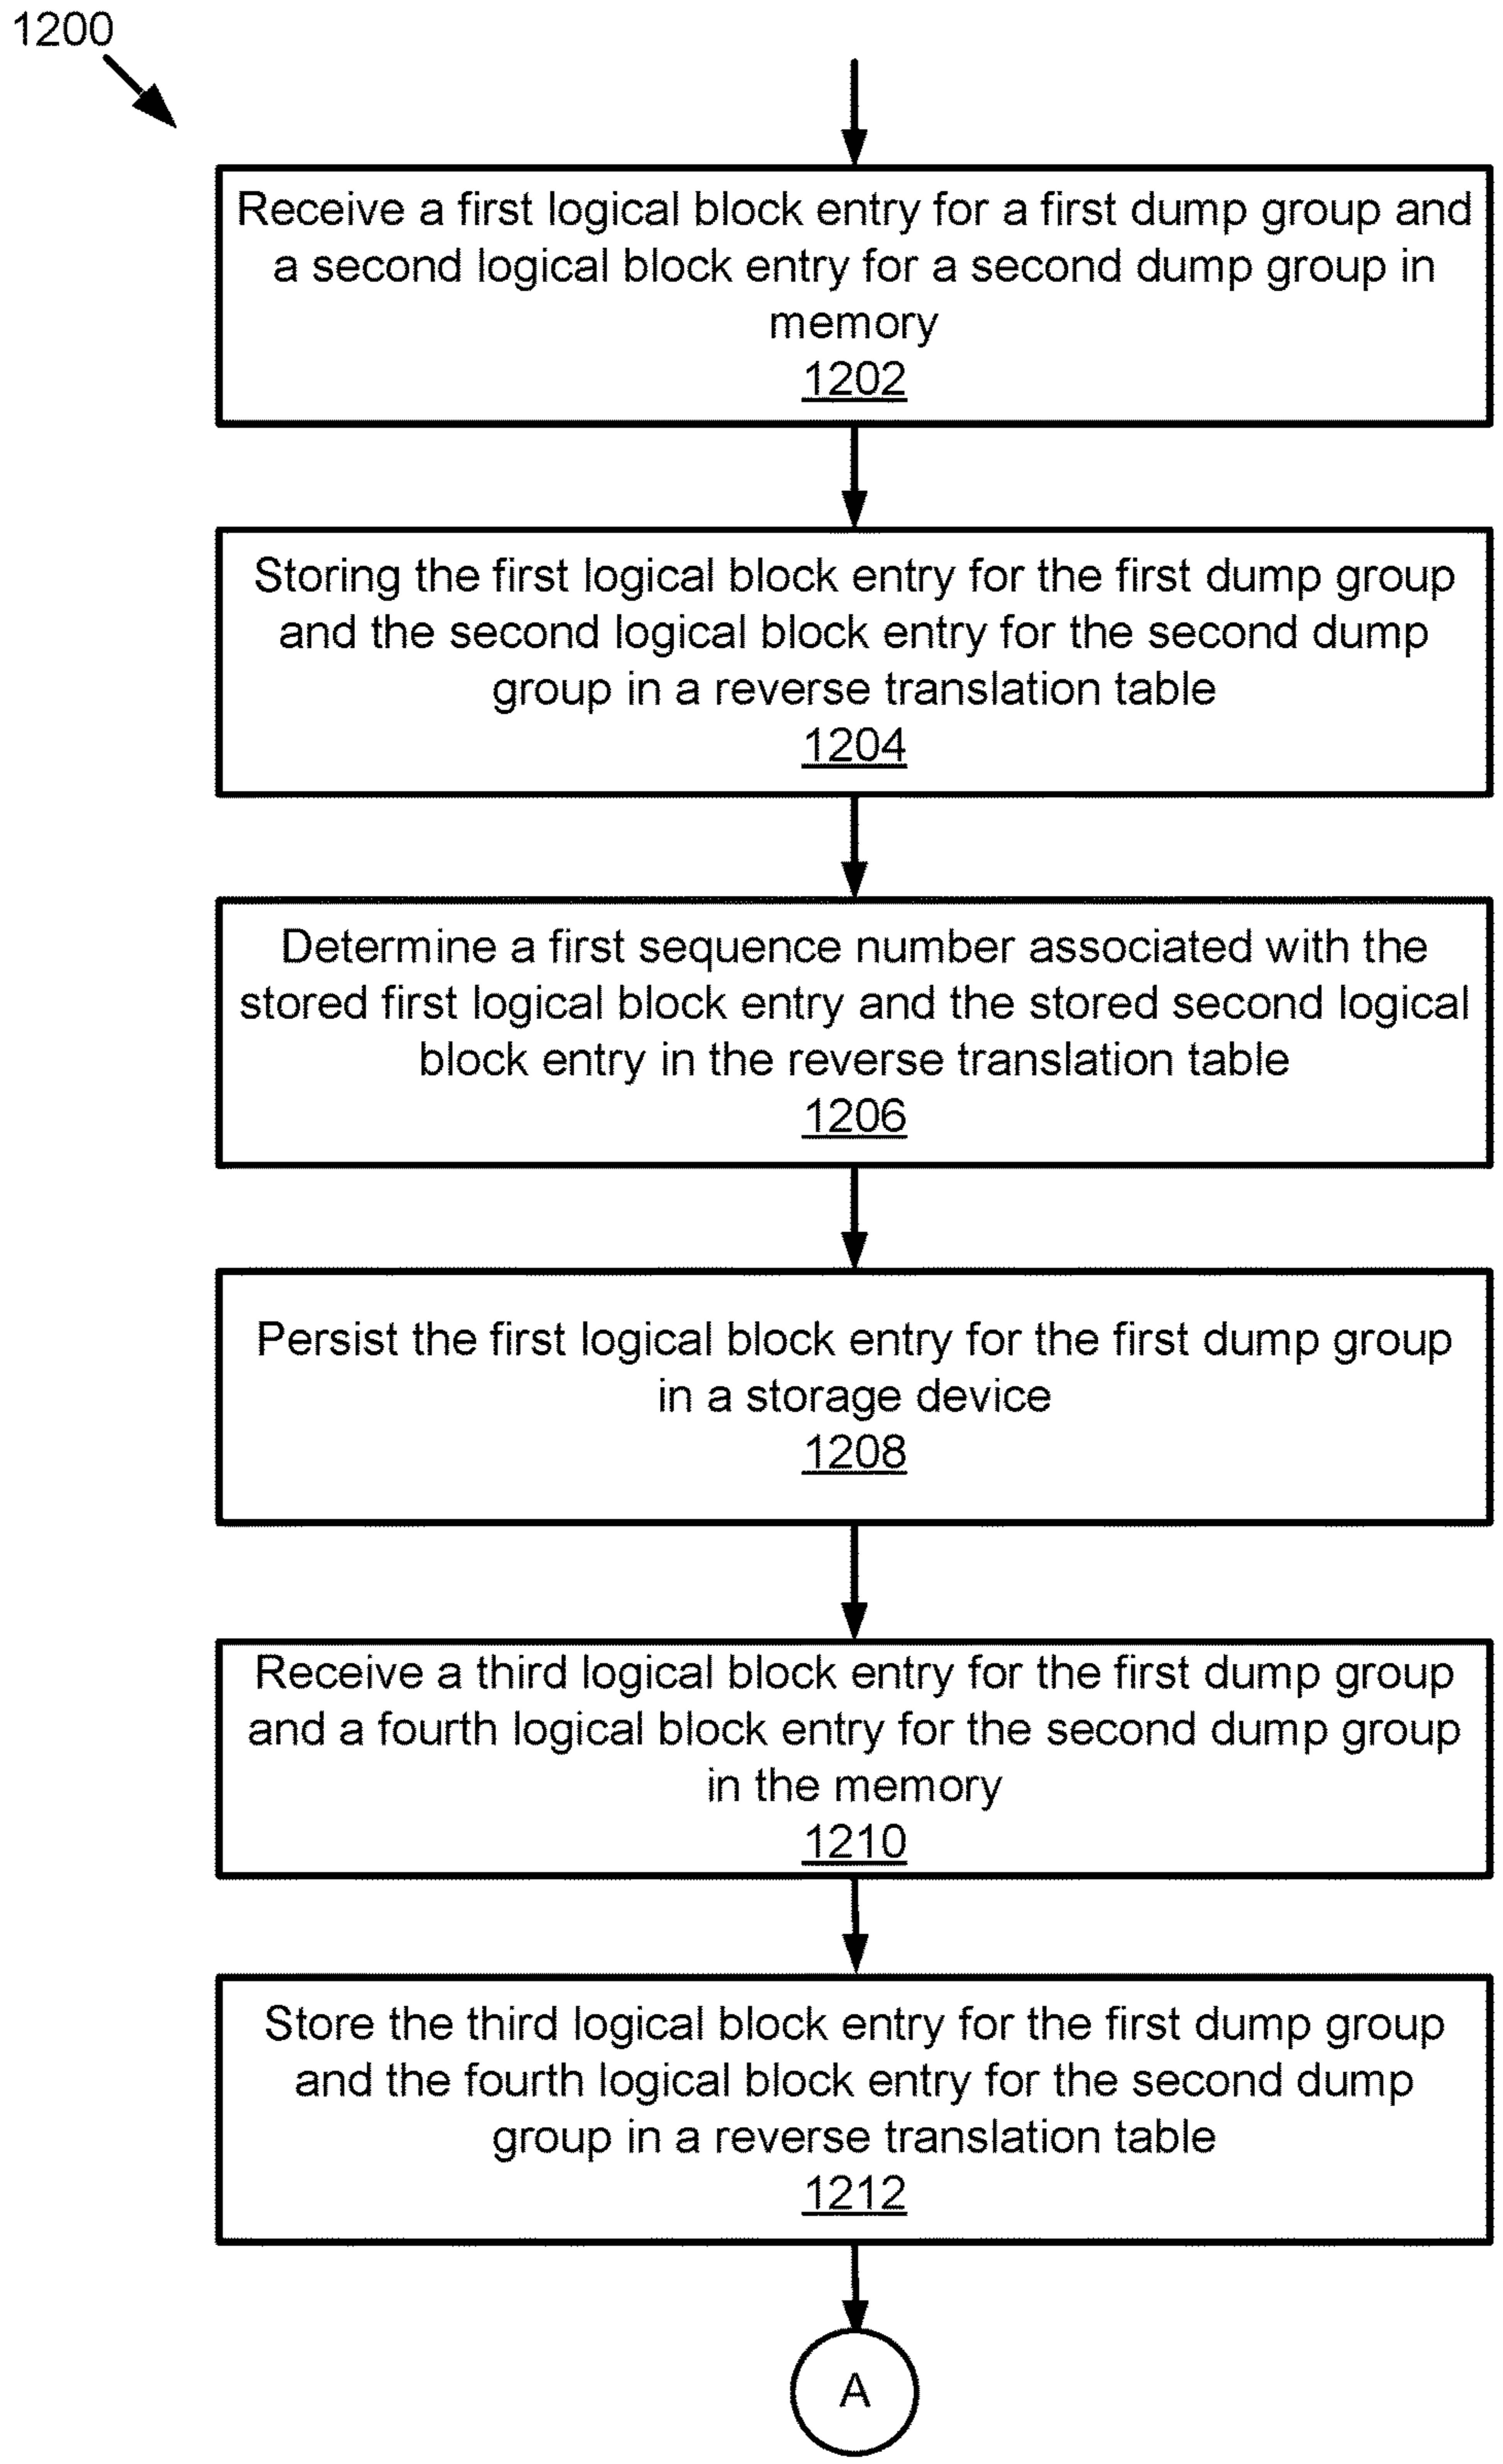 1200
Receive a first logical block entry for a first dump group and
a second logical block entry for a second dump group in
memory
1202
Storing the first logical block entry for the first dump group
and the second logical block entry for the second dump
group in a reverse translation table
1204
Determine a first sequence number associated with the
stored first logical block entry and the stored second logical
block entry in the reverse translation table
1206
Persist the first logical block entry for the first dump group
in a storage device
1208
Receive a third logical block entry for the first dump group
and a fourth logical block entry for the second dump group
in the memory
1210
Store the third logical block entry for the first dump group
and the fourth logical block entry for the second dump
group in a reverse translation table
1212
A